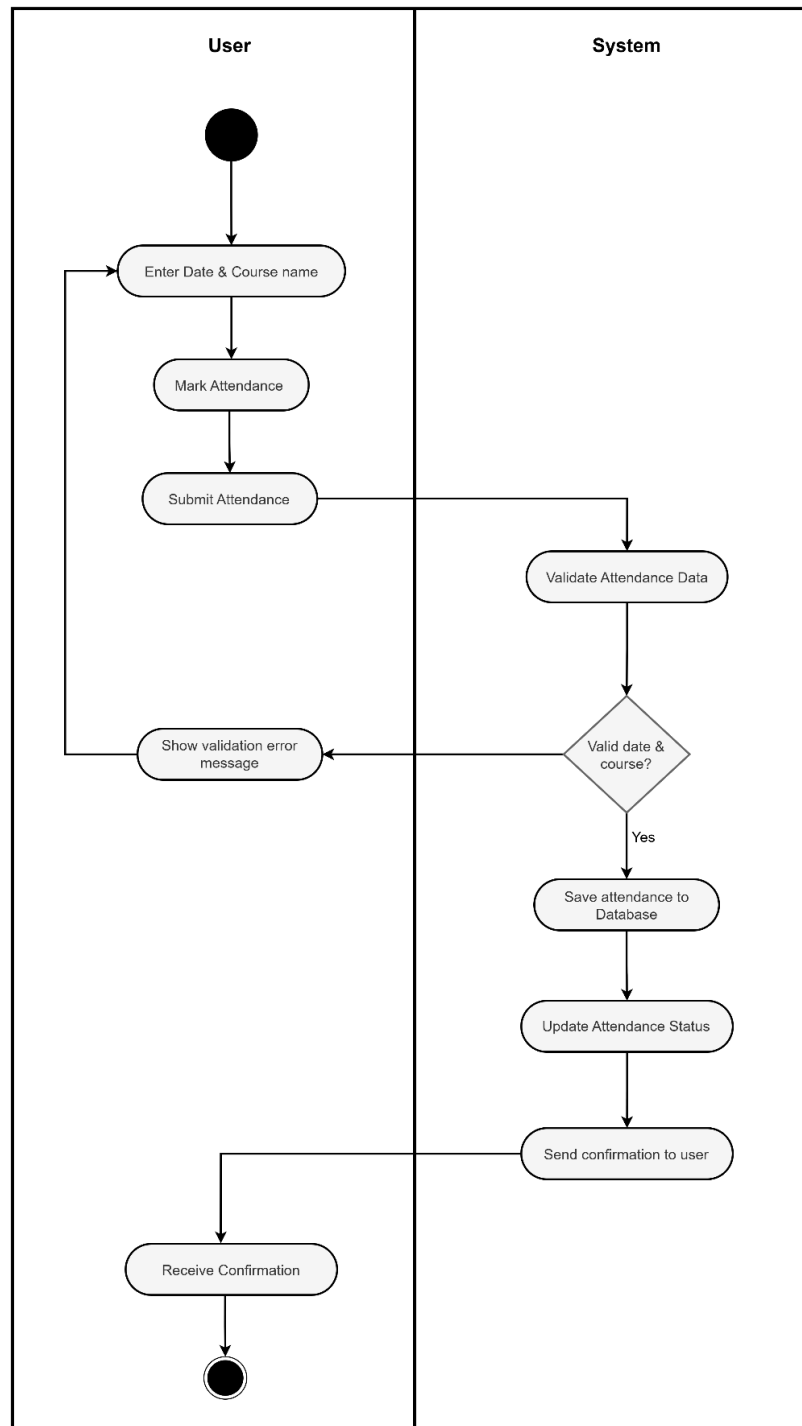 User
System
Enter Date & Course name
Mark Attendance
Submit Attendance
Validate Attendance Data
Show validation error
message
Valid date &
course?
Yes
Save attendance to
Database
Update Attendance Status
Send confirmation to user
Receive Confirmation